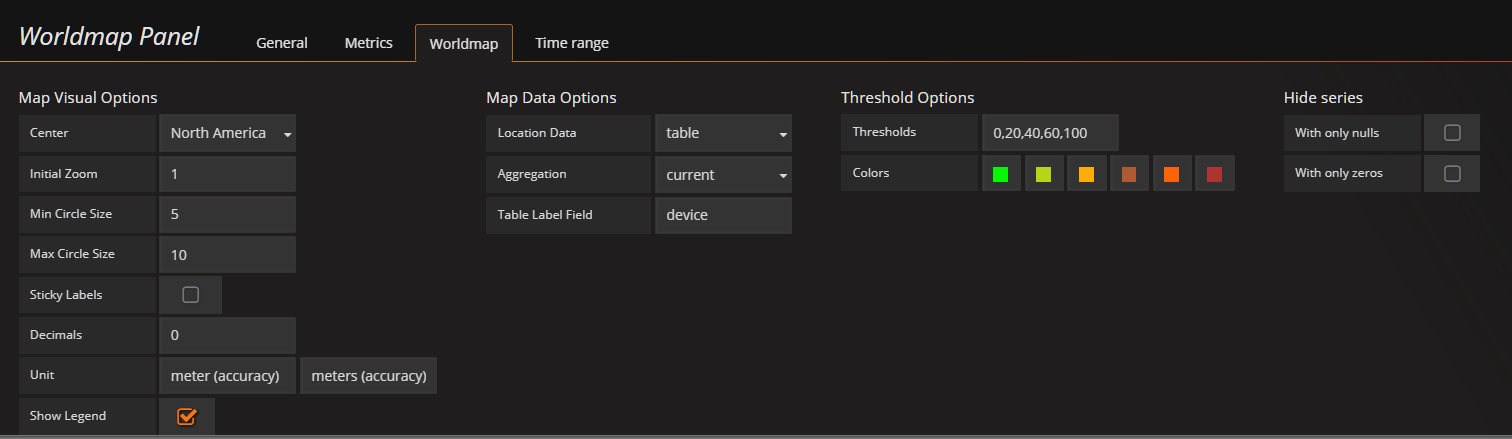 Worldmap Panel
General
Metrics
Worldmap
Time range
Map Visual Options
Center
North America
Initial Zoom
1
Min Circle Size
5
Max Circle Size
10
Sticky Labels
Decimals
0
Unit
meter (accuracy)
meters (accuracy)
Show Legend
Map Data Options
Location Data
table
Aggregation
current
Table Label Field
device
Threshold Options
Thresholds
0,20,40,60,100
Colors
Hide series
With only nulls
With only zeros